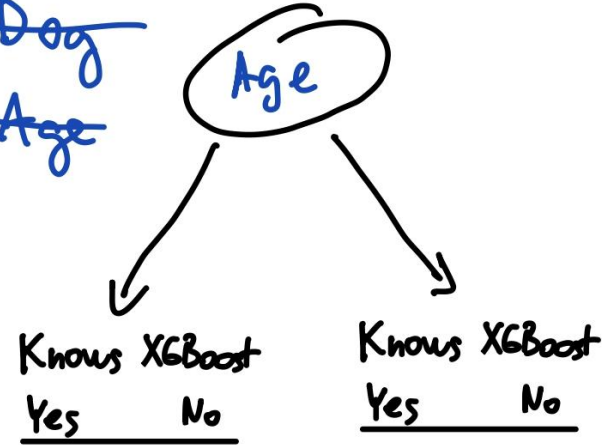 Dog
Age
Age
Knows XGBoost
Yes No
Knows XGBoost
Yes No